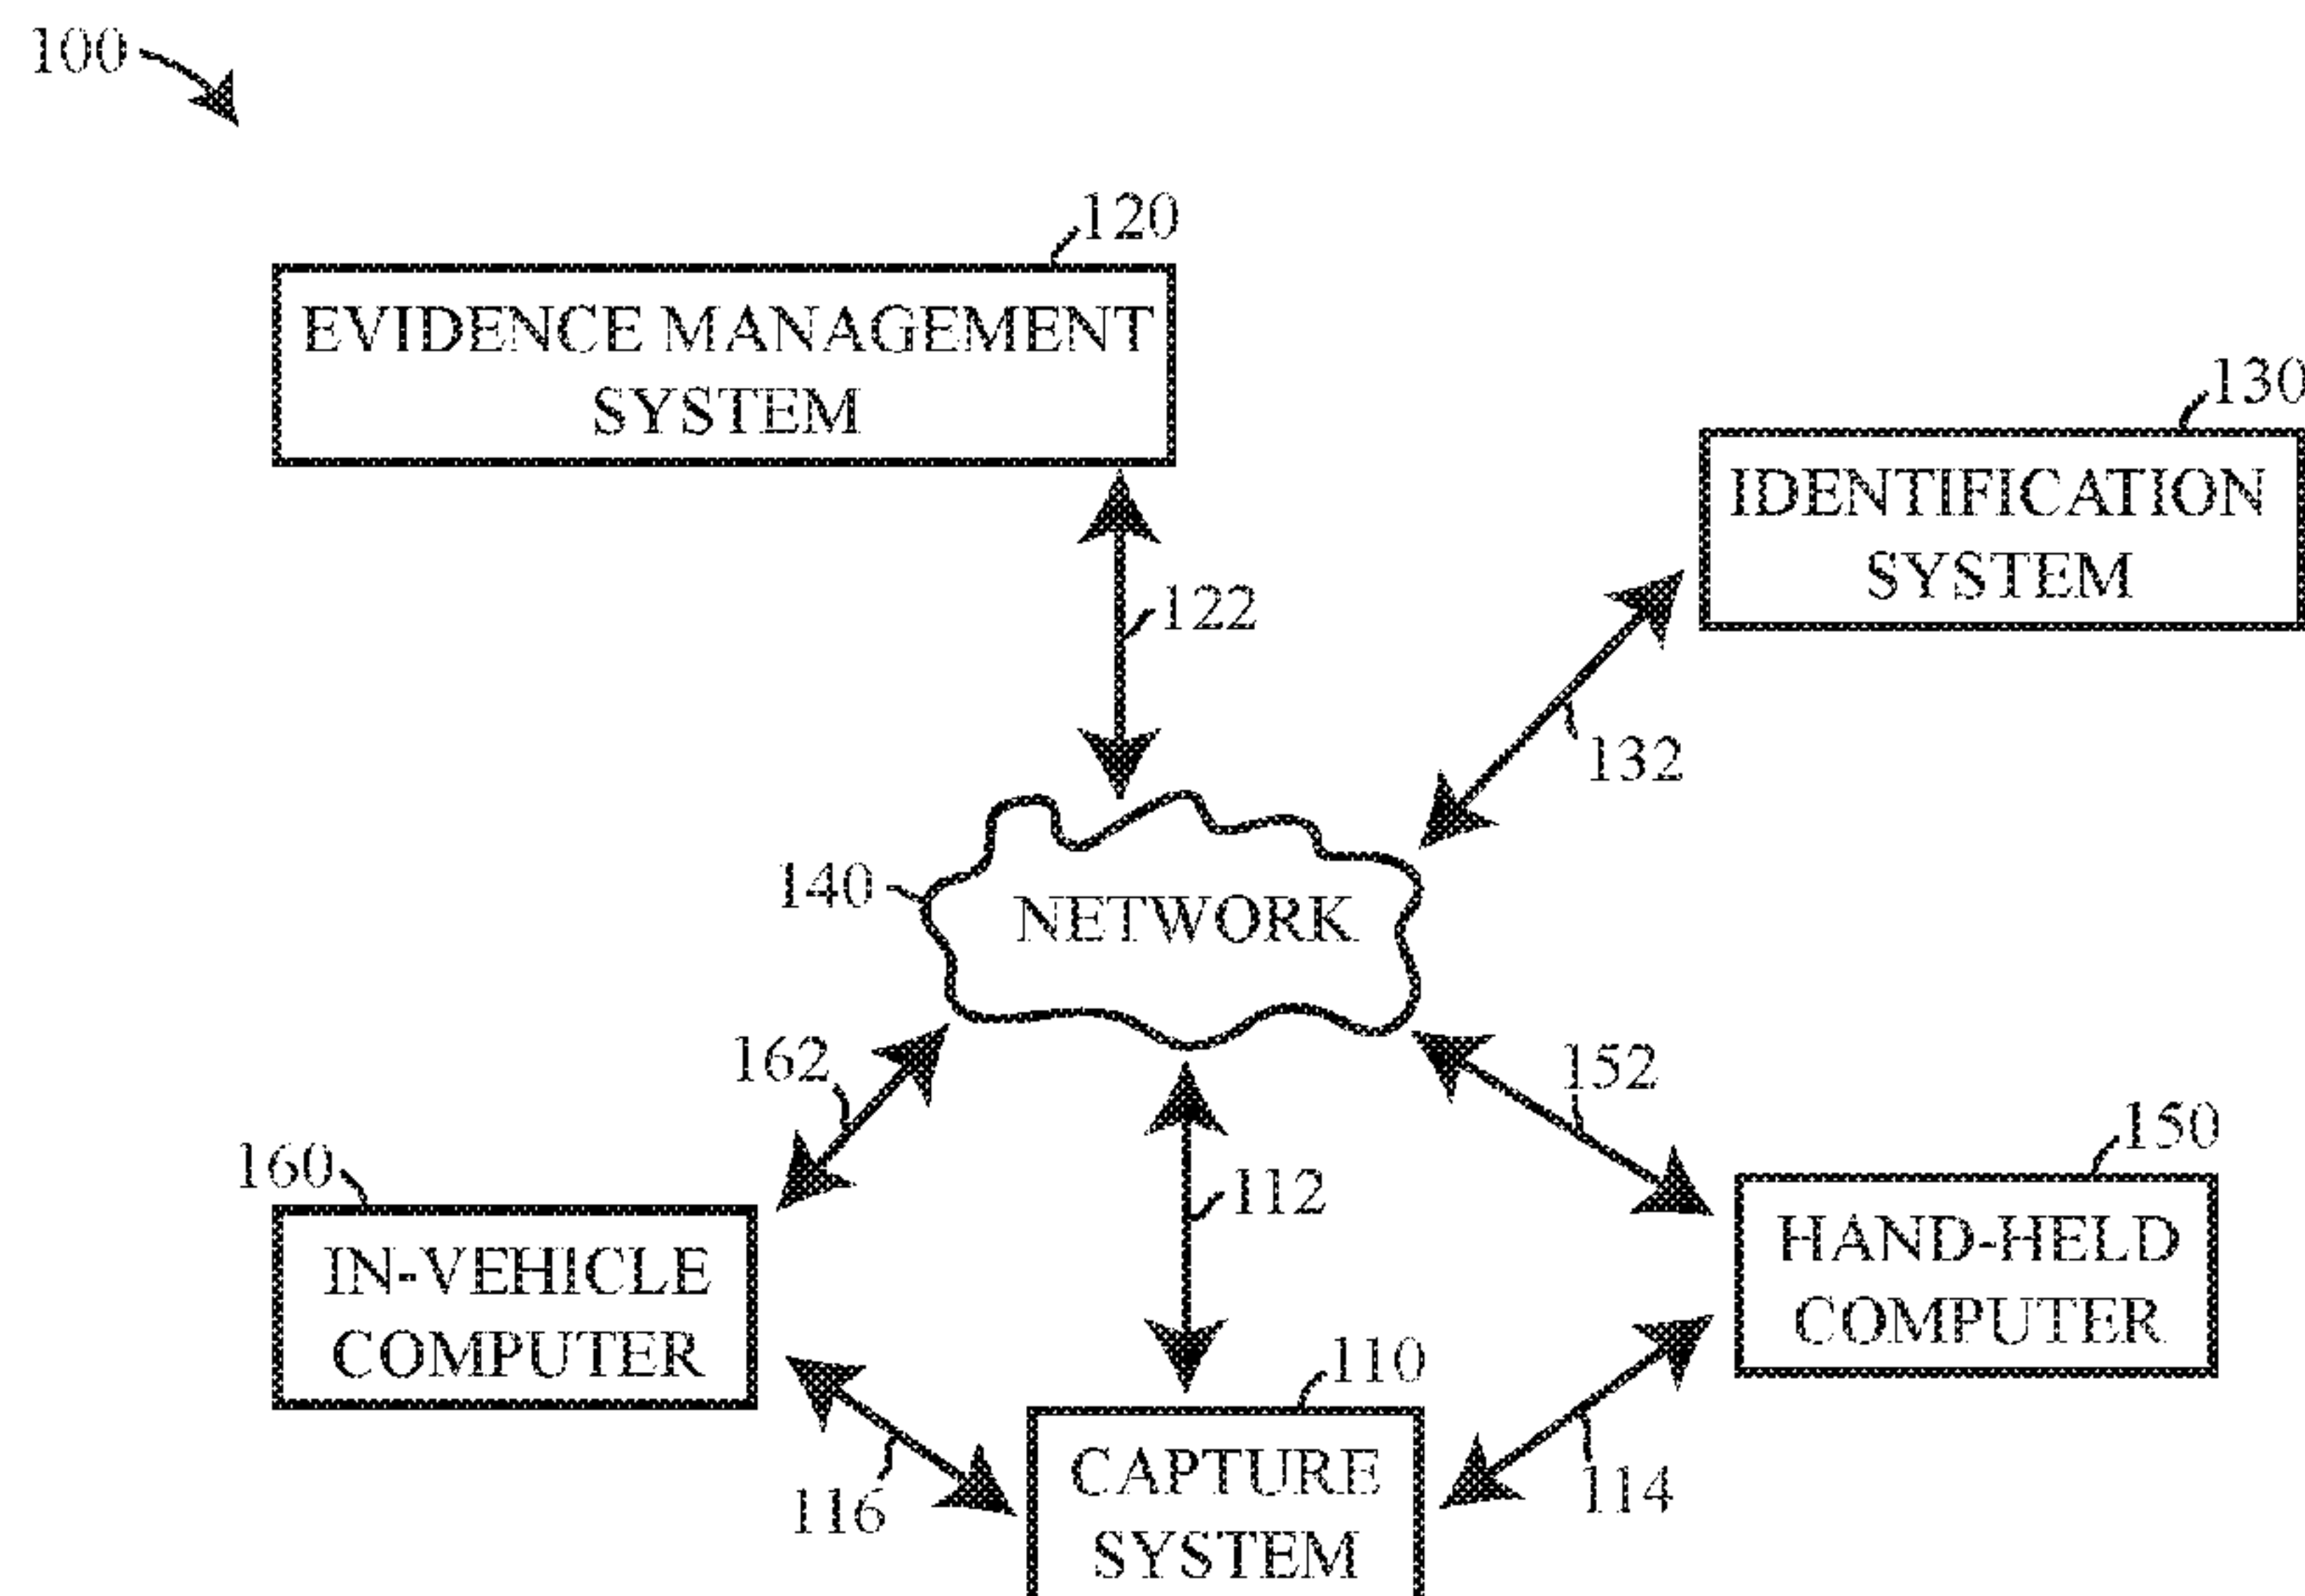 100
120
EVIDENCE MANAGEMENT
SYSTEM
130
IDENTIFICATION
SYSTEM
122
132
140
NETWORK
162
152
160
150
112
IN-VEHICLE
COMPUTER
HAND-HELD
COMPUTER
110
116
CAPTURE
SYSTEM
114